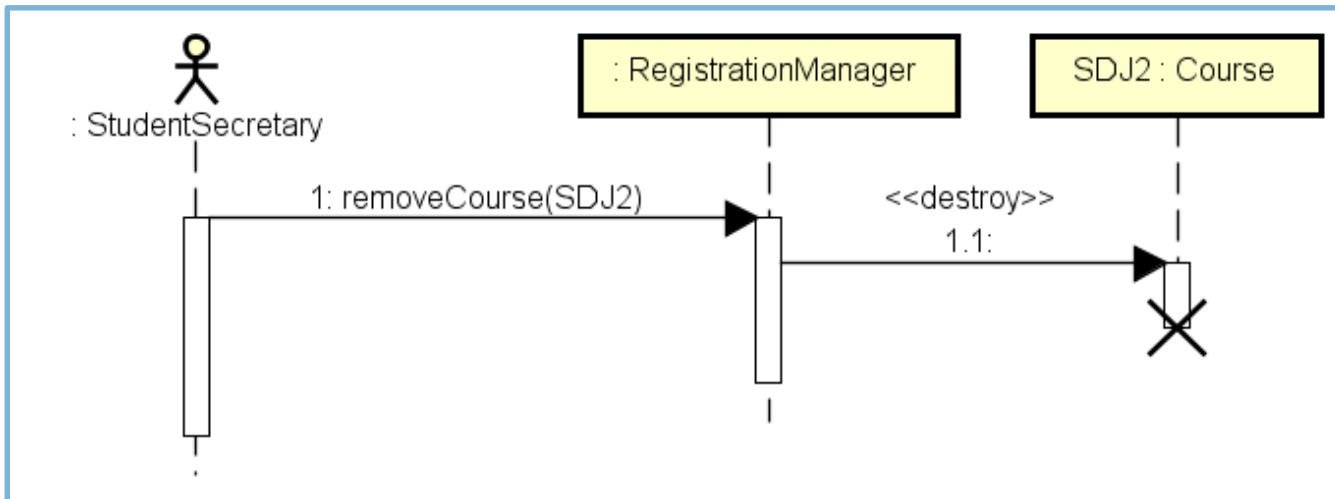 : RegistrationManager
SDJ2 : Course
: StudentSecretary
1: removeCourse(SDJ2)
<<destroy>>
1.1: